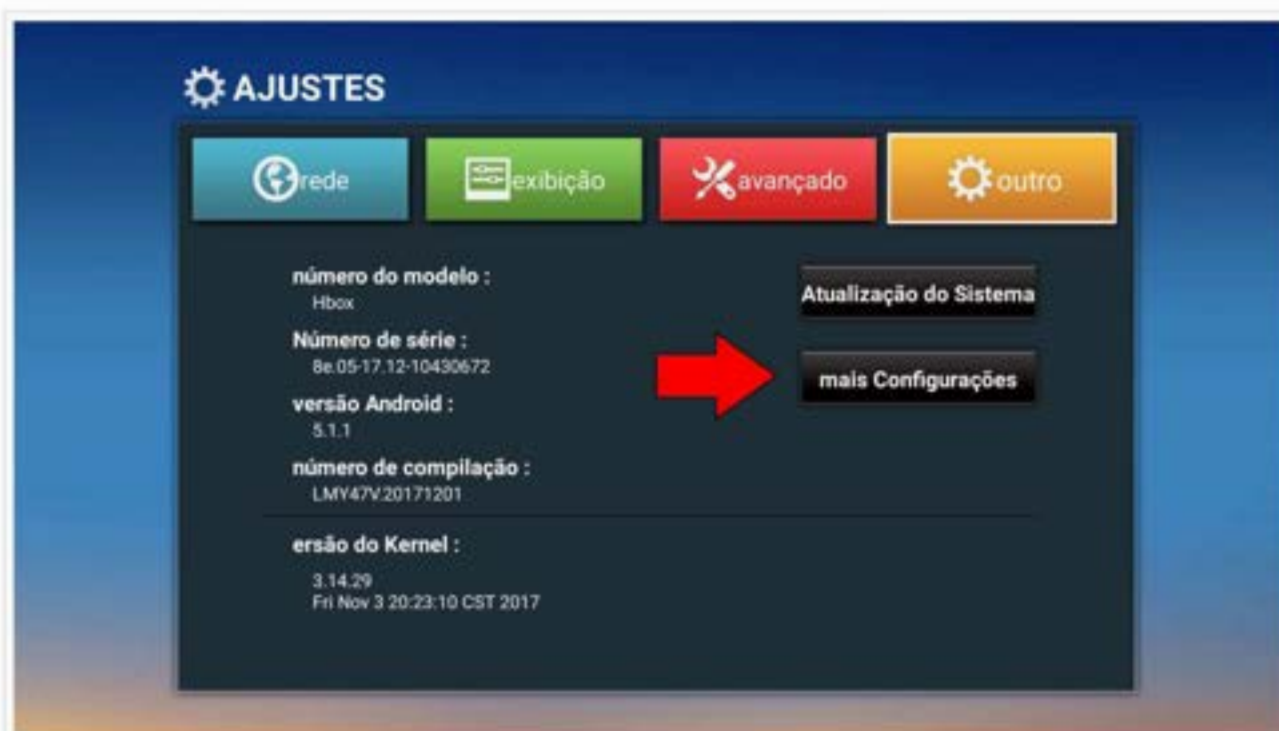 AJUSTES
rede
exibição
avançado
outro
número do modelo :
Hbox
Atualização do Sistema
Número de série :
8e.05-17.12-10430672
mais Configurações
versão Android :
5.1.1
número de compilação :
LMY47V.20171201
ersão do Kernel :
3.14.29
Fri Nov 3 20:23:10 CST 2017